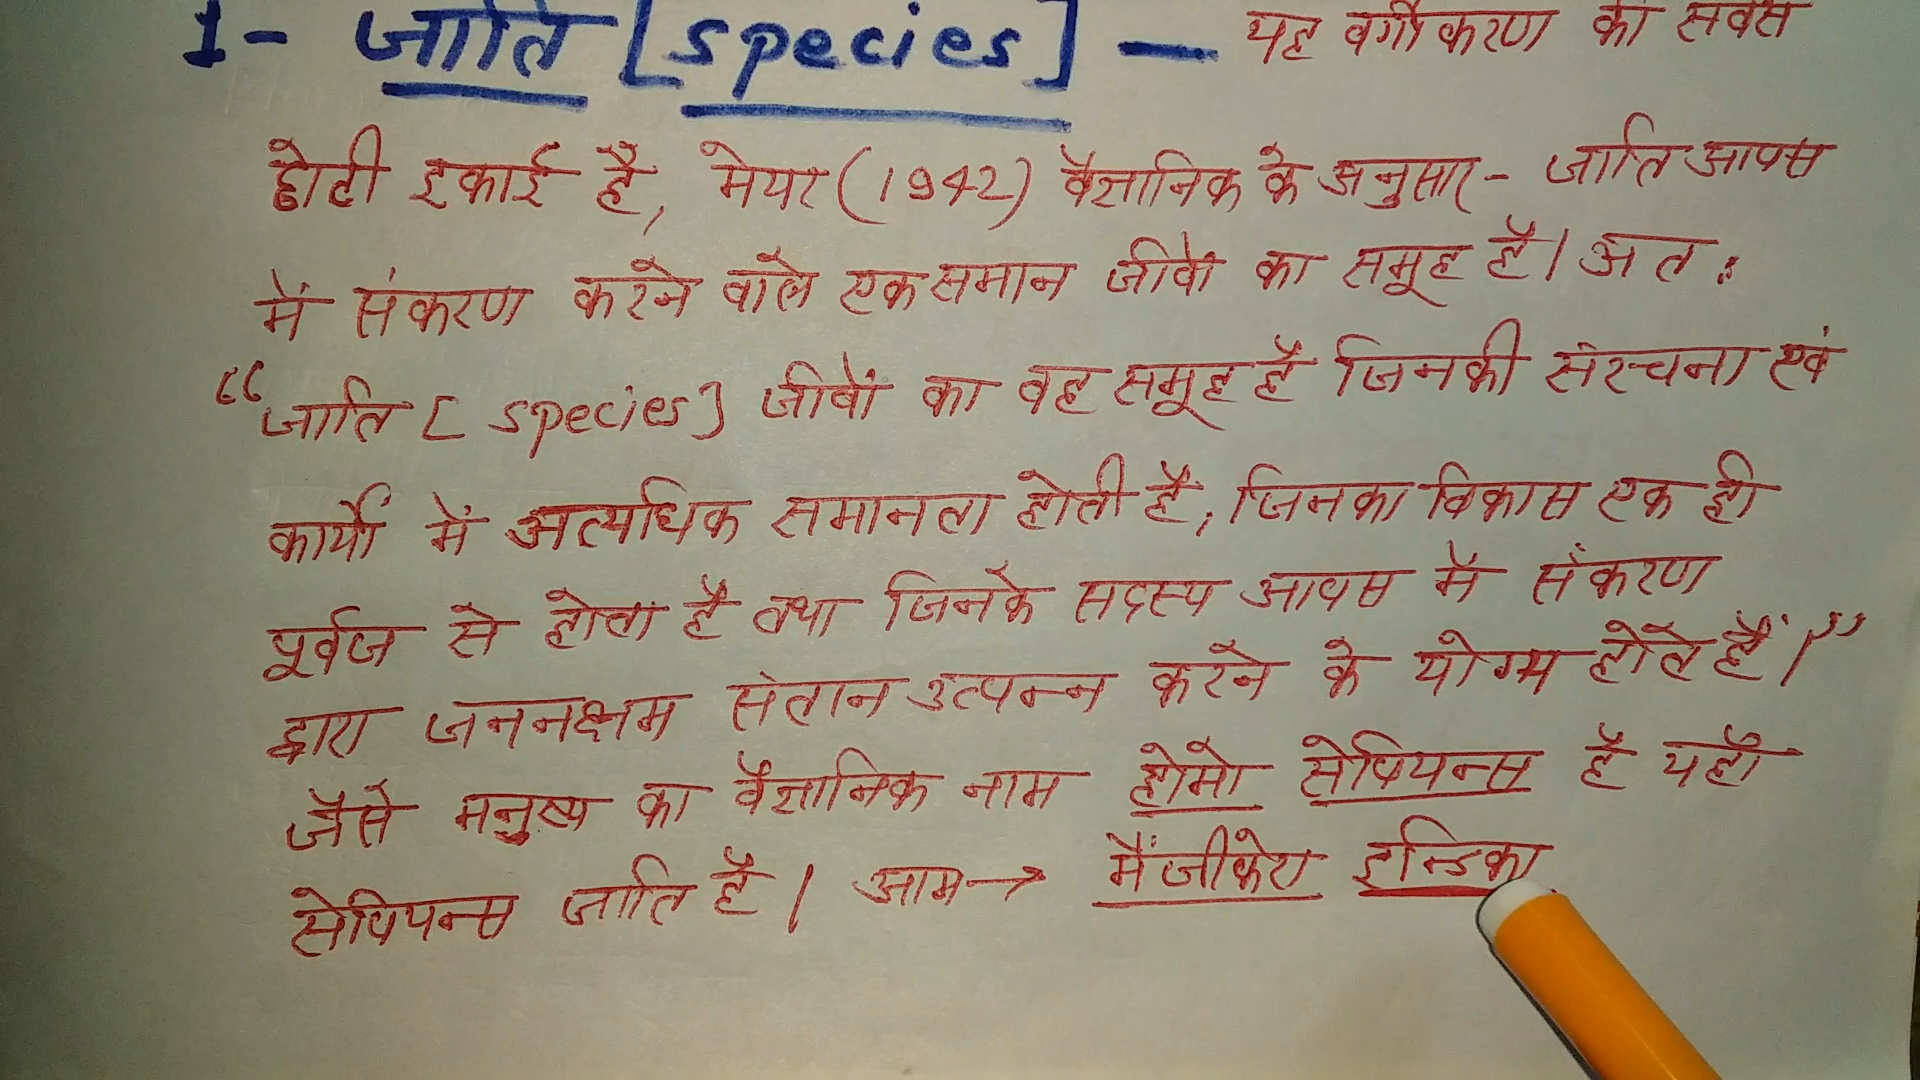 1- जाति [species] — यह वर्गीकरण की सबसे
छोटी इकाई है, मेयर (1942) वैज्ञानिक के अनुसार - जाति आपस
में संकरण करने वाले एक समान जीवों का समूह है। अत:
“जाति [species] जीवों का वह समूह है जिनकी संरचना एवं
कार्यों में अत्यधिक समानता होती है, जिनका विकास एक ही
पूर्वज से होता है तथा जिनके सदस्य आपस में संकरण
द्वारा जननक्षम संतान उत्पन्न करने के योग्य होते हैं।”
जैसे मनुष्य का वैज्ञानिक नाम होमो सेपियन्स है यहाँ
सेपियन्स जाति है। आम → मैंजीफेरा इन्डिका